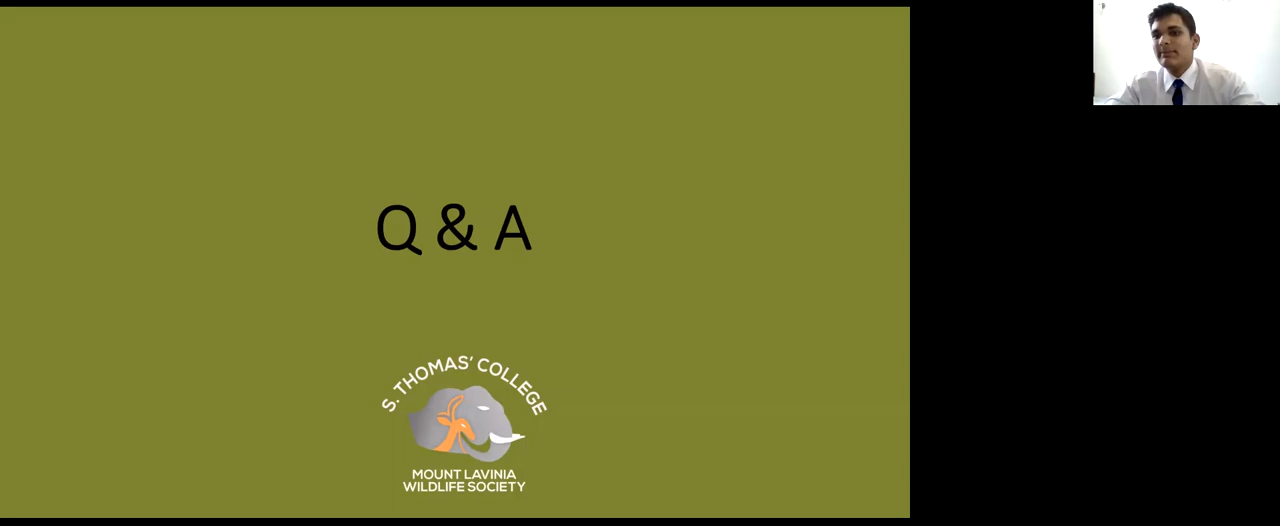 Q & A
S. THOMAS' COLLEGE
MOUNT LAVINIA
WILDLIFE SOCIETY